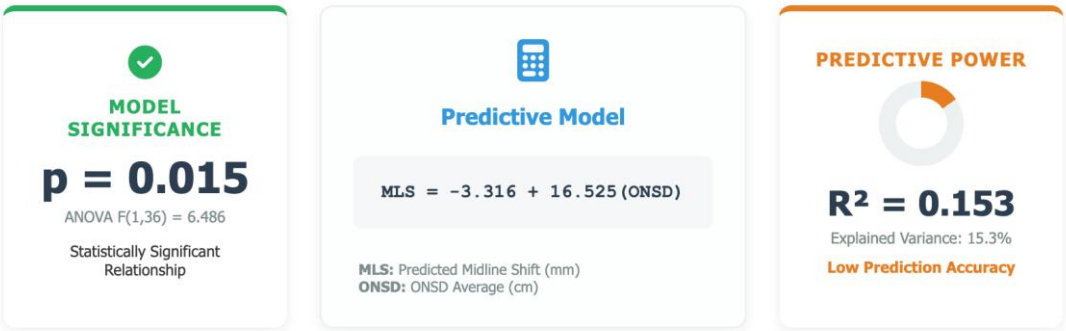 MODEL
SIGNIFICANCE
p = 0.015
ANOVA F(1,36) = 6.486
Statistically Significant
Relationship
Predictive Model
MLS = -3.316 + 16.525(ONSD)
MLS: Predicted Midline Shift (mm)
ONSD: ONSD Average (cm)
PREDICTIVE POWER
R² = 0.153
Explained Variance: 15.3%
Low Prediction Accuracy